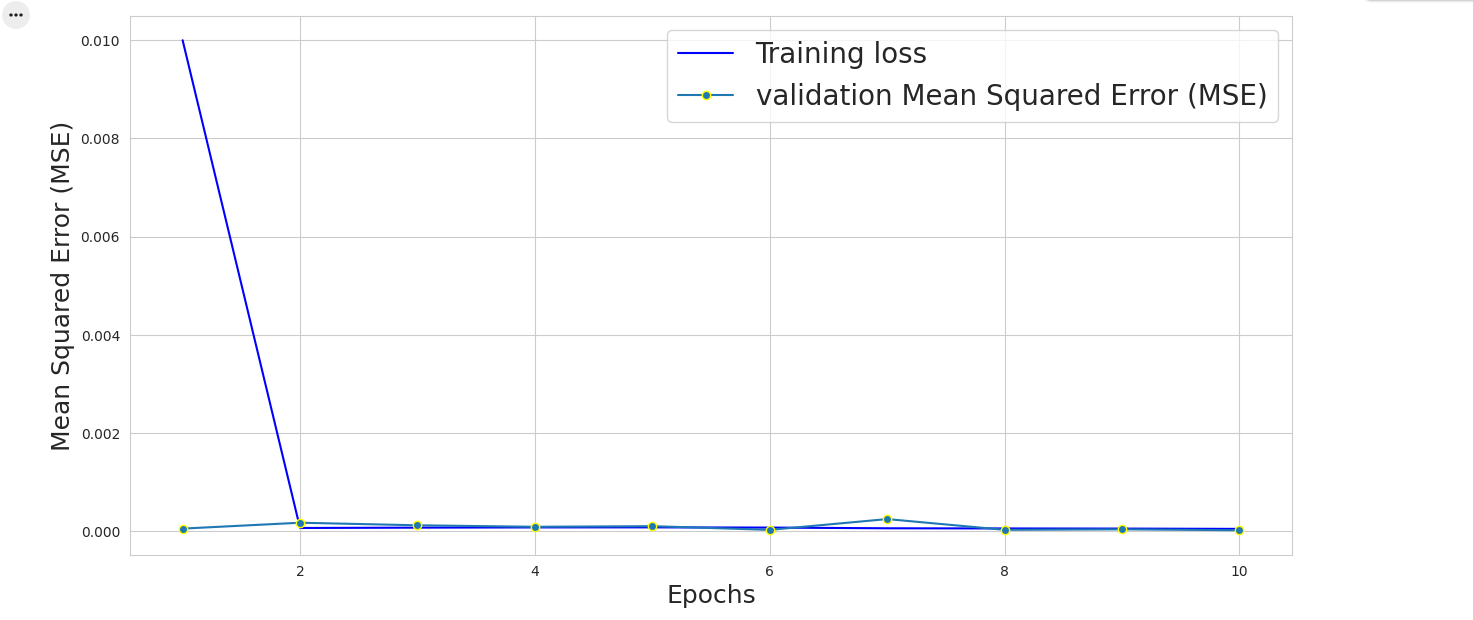 Training loss
validation Mean Squared Error (MSE)
Mean Squared Error (MSE)
0.010
0.008
0.006
0.004
0.002
0.000
2 4 6 8 10
Epochs